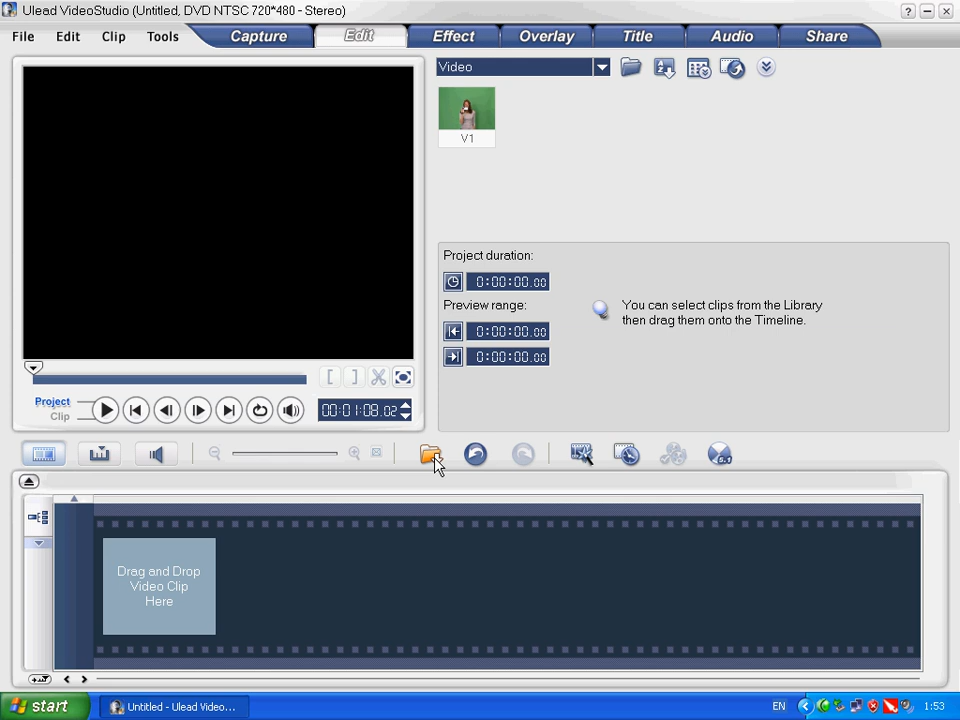 Ulead VideoStudio (Untitled, DVD NTSC 720*480 - Stereo)
File Edit Clip Tools Capture Edit Effect Overlay Title Audio Share
Video
V1
Project duration:
0:00:00.00
Preview range:
0:00:00.00
0:00:00.00
You can select clips from the Library
then drag them onto the Timeline.
Project
Clip
00:01:08.02
5.1
Drag and Drop
Video Clip
Here
start
Untitled - Ulead Video...
EN
1:53